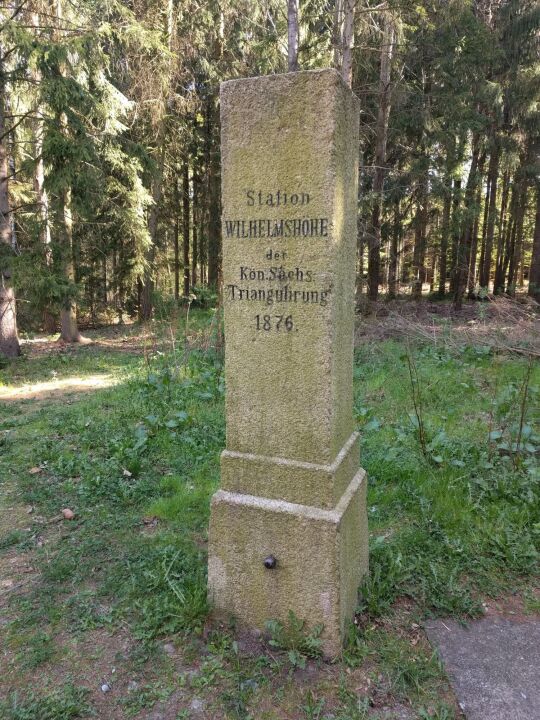 Station
WILHELMSHÖHE
der
Kön. Sächs.
Triangulirung
1876.